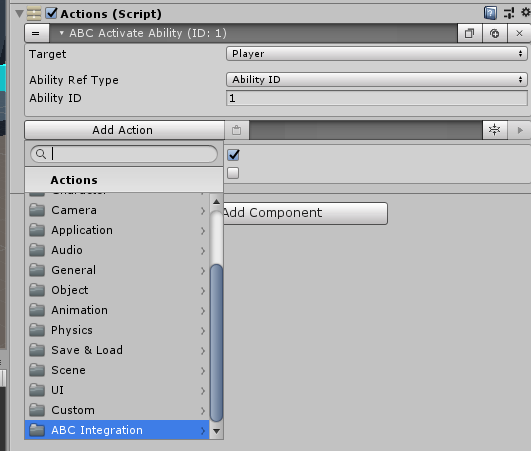 Actions (Script)
ABC Activate Ability (ID: 1)
Target
Player
Ability Ref Type
Ability ID
Ability ID
1
Add Action
Actions
Character
Camera
Application
Audio
General
Object
Animation
Physics
Save & Load
Scene
UI
Custom
ABC Integration
Add Component